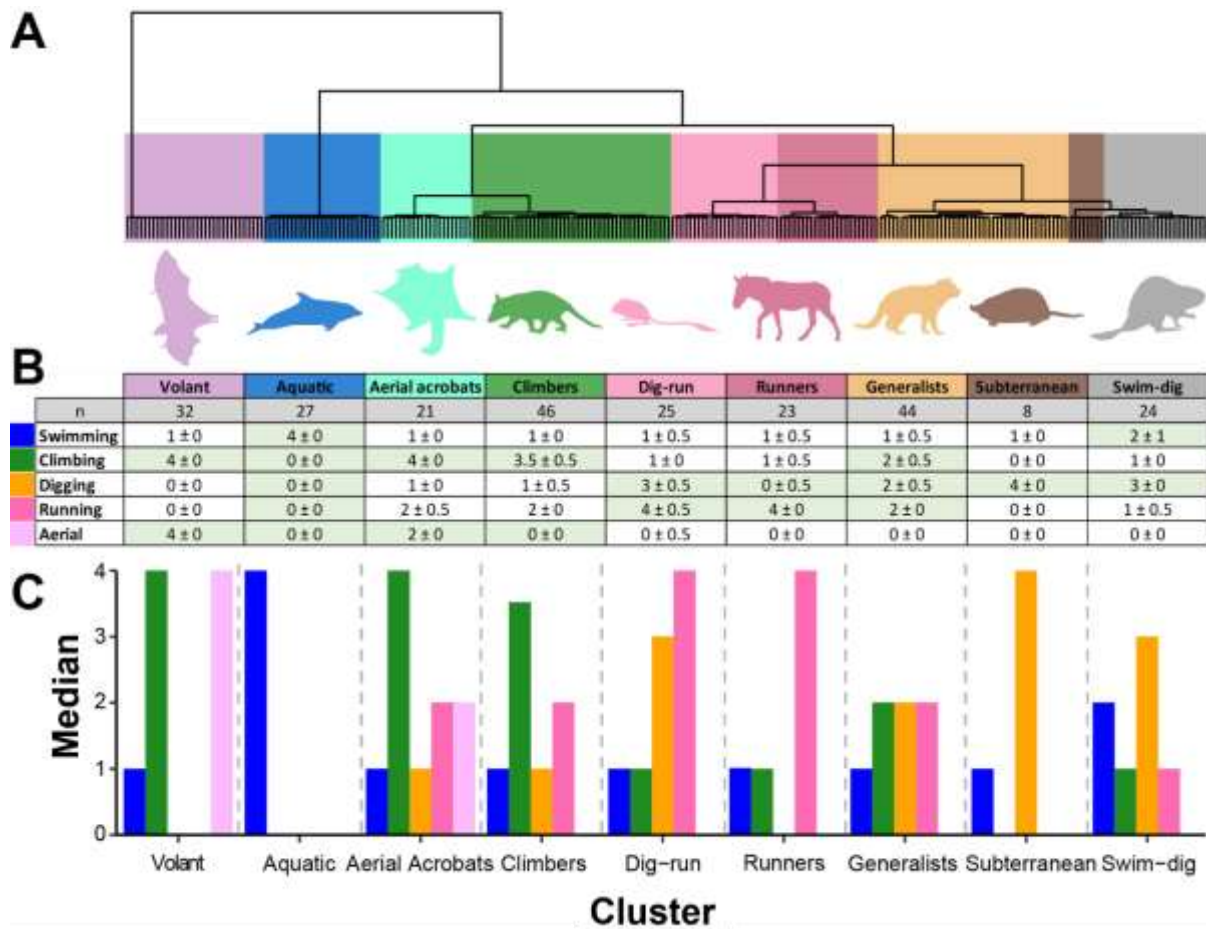 A
B
Volant Aquatic Aerial acrobats Climbers Dig-run Runners Generalists Subterranean Swim-dig
n 32 27 21 46 25 23 44 8 24
Swimming 1 ± 0 4 ± 0 1 ± 0 1 ± 0 1 ± 0.5 1 ± 0.5 1 ± 0.5 1 ± 0 2 ± 1
Climbing 4 ± 0 0 ± 0 4 ± 0 3.5 ± 0.5 1 ± 0 1 ± 0.5 2 ± 0.5 0 ± 0 1 ± 0
Digging 0 ± 0 0 ± 0 1 ± 0 1 ± 0.5 3 ± 0.5 0 ± 0.5 2 ± 0.5 4 ± 0 3 ± 0
Running 0 ± 0 0 ± 0 2 ± 0.5 2 ± 0 4 ± 0.5 4 ± 0 2 ± 0 0 ± 0 1 ± 0.5
Aerial 4 ± 0 0 ± 0 2 ± 0 0 ± 0 0 ± 0.5 0 ± 0 0 ± 0 0 ± 0 0 ± 0
C
4
3
2
1
0
Median
Volant Aquatic Aerial Acrobats Climbers Dig−run Runners Generalists Subterranean Swim−dig
Cluster